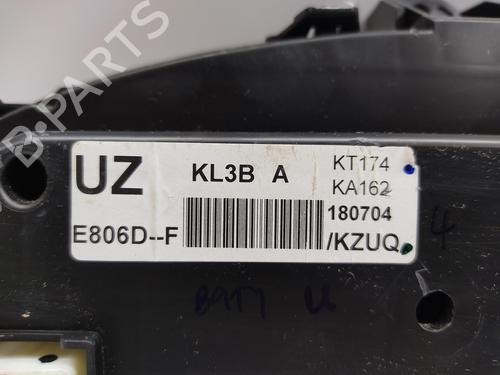 B-PARTS
UZ KL3B A KT174
KA162
180704
E806D--F /KZUQ
4